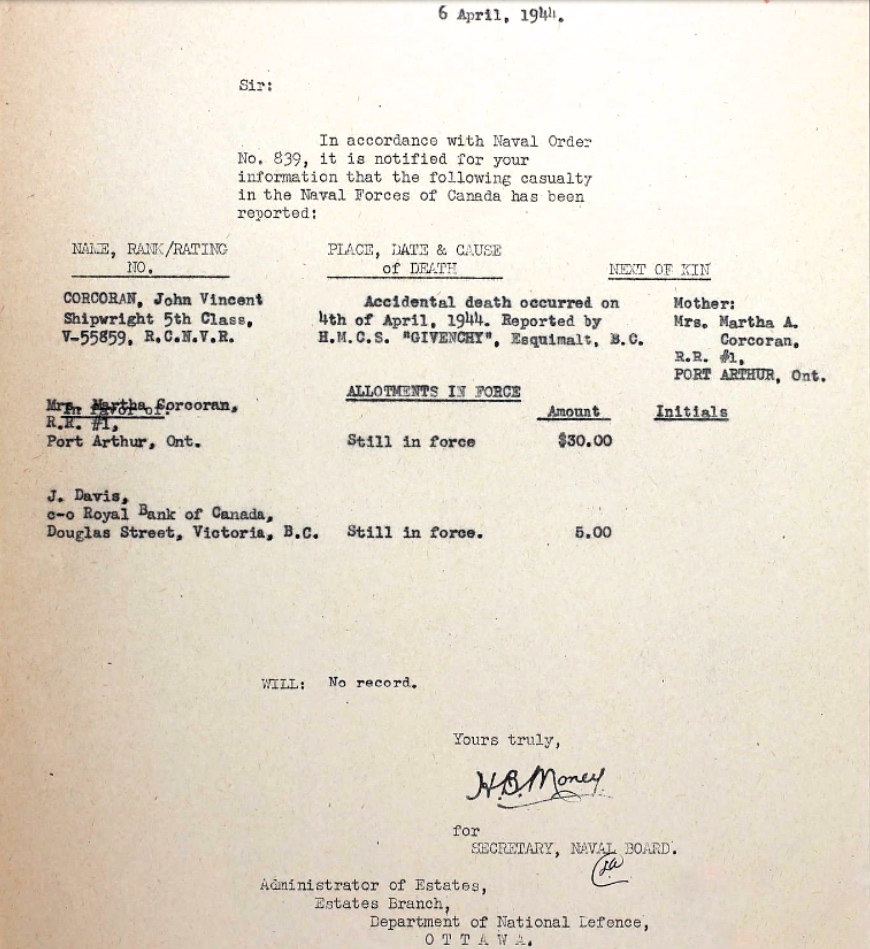 6 April, 1944.
Sir:
In accordance with Naval Order
No. 839, it is notified for your
information that the following casualty
in the Naval Forces of Canada has been
reported:
NAME, RANK/RATING PLACE, DATE & CAUSE
NO. of DEATH NEXT OF KIN
CORCORAN, John Vincent Accidental death occurred on Mother:
Shipwright 5th Class, 4th of April, 1944. Reported by Mrs. Martha A.
V-55859, R.C.N.V.R. H.M.C.S. "GIVENCHY", Esquimalt, B.C. Corcoran,
R.R. #1,
PORT ARTHUR, Ont.
ALLOTMENTS IN FORCE
Mrs. Martha Corcoran,
In favor of: Amount Initials
R.R. #1,
Port Arthur, Ont. Still in force $30.00
J. Davis,
c-o Royal Bank of Canada,
Douglas Street, Victoria, B.C. Still in force. 5.00
WILL: No record.
Yours truly,
H.B. Money
for
SECRETARY, NAVAL BOARD.
Administrator of Estates,
Estates Branch,
Department of National Defence,
O T T A W A.